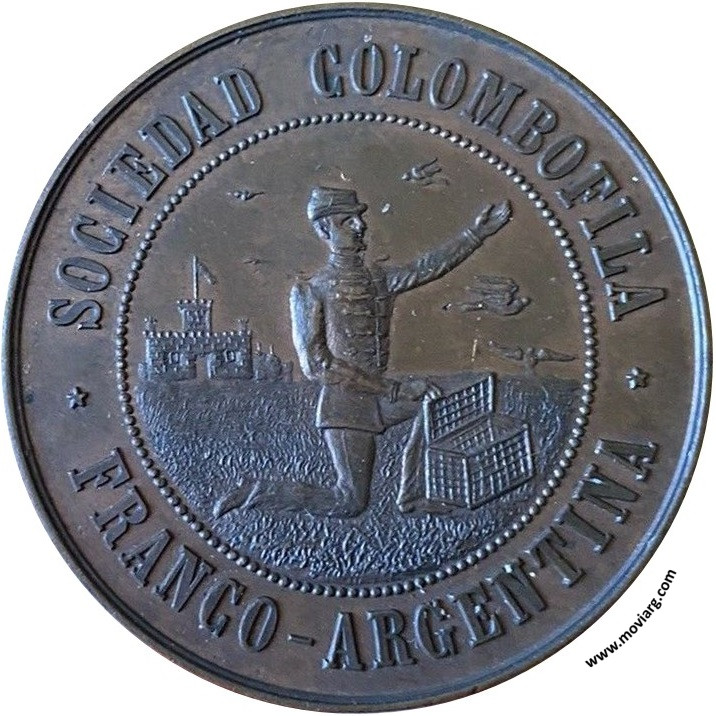 SOCIEDAD COLOMBOFILA
FRANCO-ARGENTINA
www.moviarg.com